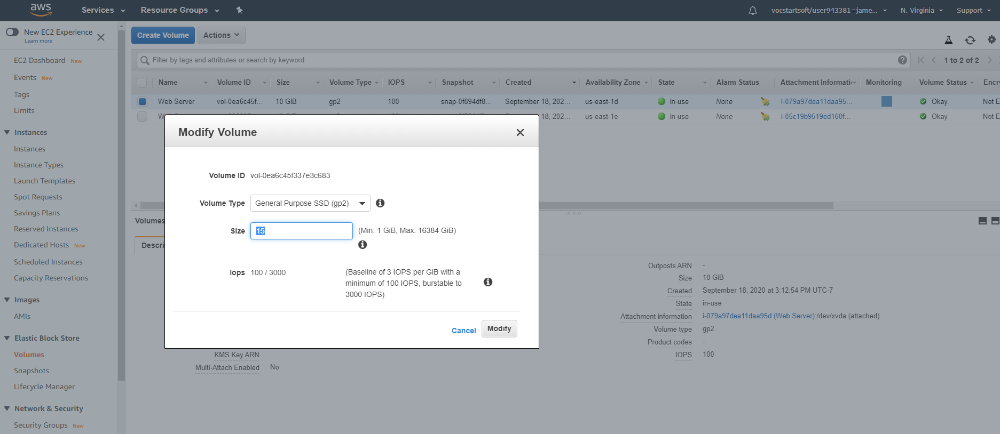 aws
Services
Resource Groups
vocstartsoft/user943381=jame...
N. Virginia
Support
New EC2 Experience
Learn more
EC2 Dashboard New
Events New
Tags
Limits
Instances
Instances
Instance Types
Launch Templates
Spot Requests
Savings Plans
Reserved Instances
Dedicated Hosts New
Scheduled Instances
Capacity Reservations
Images
AMIs
Elastic Block Store
Volumes
Snapshots
Lifecycle Manager
Network & Security
Security Groups New
Create Volume
Actions
Filter by tags and attributes or search by keyword
1 to 2 of 2
Name Volume ID Size Volume Type IOPS Snapshot Created Availability Zone State Alarm Status Attachment Informati Monitoring Volume Status Encry
Web Server vol-0ea6c45f... 10 GiB gp2 100 snap-0f894df8... September 18, 202... us-east-1d in-use None i-079a97dea11daa95... Okay Not E
18, 202... us-east-1e in-use None i-05c19b9519ed160f... Okay Not E
Modify Volume
Volume ID vol-0ea6c45f337e3c683
Volume Type General Purpose SSD (gp2)
Size 15 (Min: 1 GiB, Max: 16384 GiB)
Iops 100 / 3000 (Baseline of 3 IOPS per GiB with a
minimum of 100 IOPS, burstable to
3000 IOPS)
Cancel
Modify
Volumes
Descri
KMS Key ARN
Multi-Attach Enabled No
Outposts ARN -
Size 10 GiB
Created September 18, 2020 at 3:12:54 PM UTC-7
State in-use
Attachment information i-079a97dea11daa95d (Web Server):/dev/xvda (attached)
Volume type gp2
Product codes -
IOPS 100